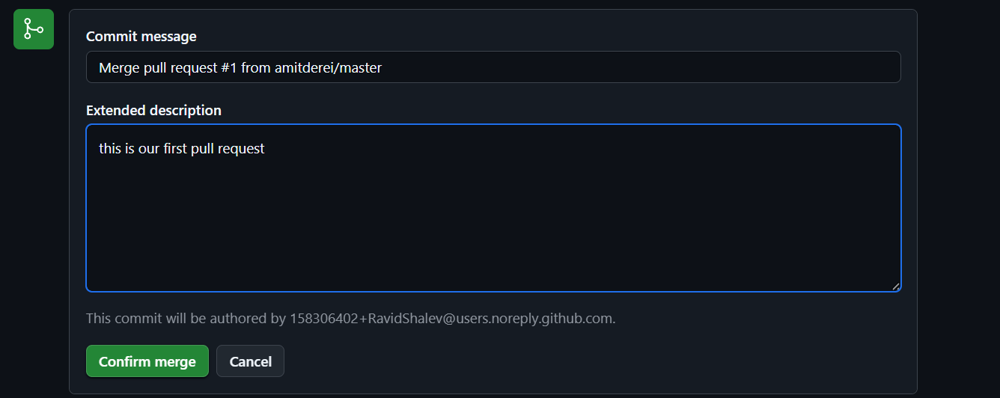 Commit message
Merge pull request #1 from amitderei/master
Extended description
this is our first pull request
This commit will be authored by 158306402+RavidShalev@users.noreply.github.com.
Confirm merge
Cancel